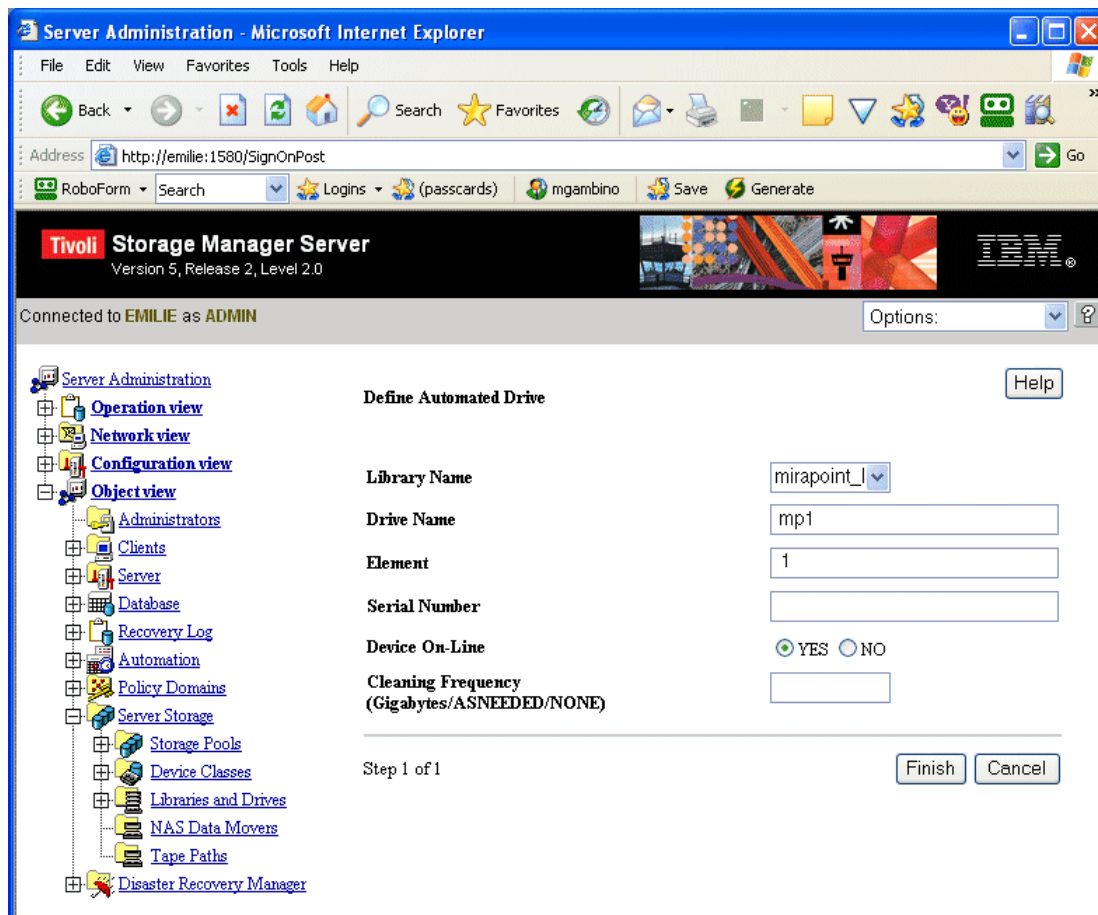 Server Administration - Microsoft Internet Explorer
File Edit View Favorites Tools Help
Back Search Favorites »
Address http://emilie:1580/SignOnPost Go
RoboForm Search Logins (passcards) mgambino Save Generate
Tivoli Storage Manager Server
Version 5, Release 2, Level 2.0
IBM®
Connected to EMILIE as ADMIN Options: ?
Server Administration
Operation view
Network view
Configuration view
Object view
Administrators
Clients
Server
Database
Recovery Log
Automation
Policy Domains
Server Storage
Storage Pools
Device Classes
Libraries and Drives
NAS Data Movers
Tape Paths
Disaster Recovery Manager
Define Automated Drive Help
Library Name mirapoint_l
Drive Name mp1
Element 1
Serial Number
Device On-Line YES NO
Cleaning Frequency
(Gigabytes/ASNEEDED/NONE)
Step 1 of 1 Finish Cancel